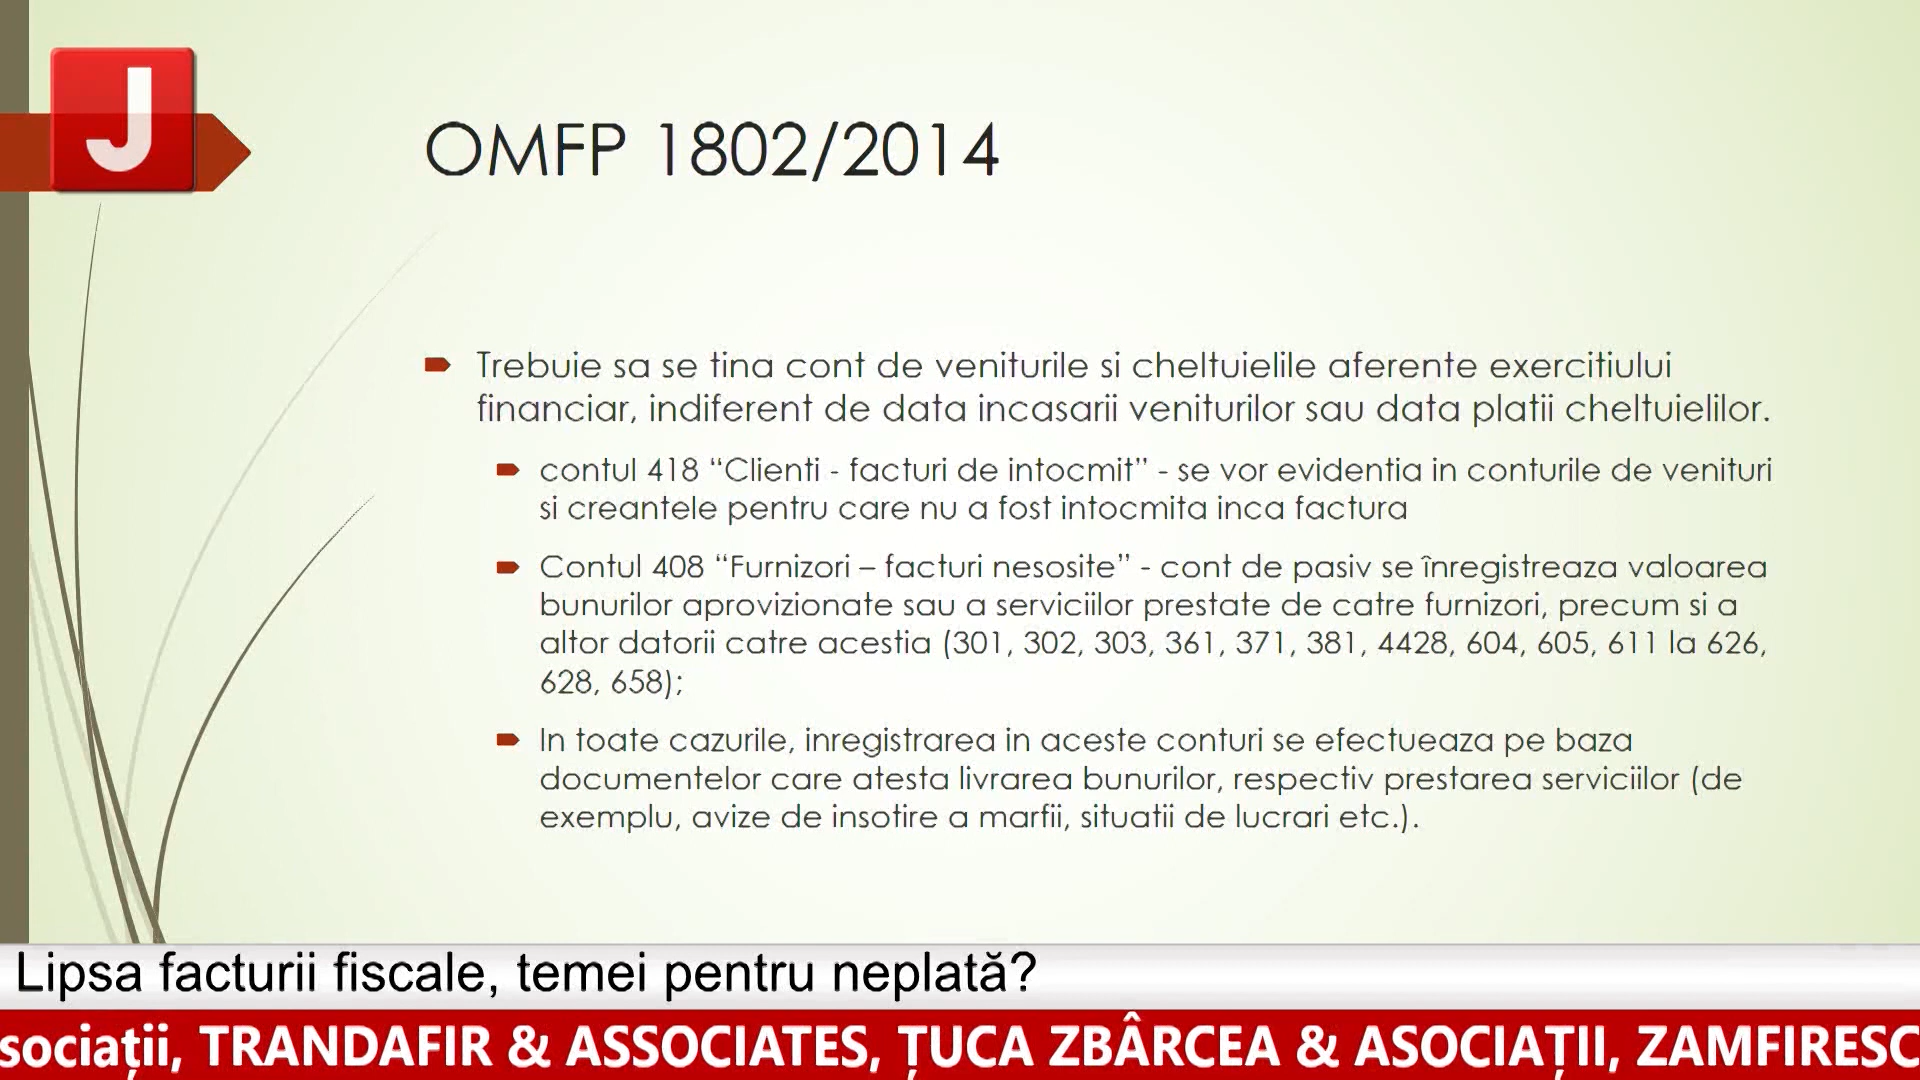 J
OMFP 1802/2014
Trebuie sa se tina cont de veniturile si cheltuielile aferente exercitiului
financiar, indiferent de data incasarii veniturilor sau data platii cheltuielilor.
contul 418 “Clienti - facturi de intocmit” - se vor evidentia in conturile de venituri
si creantele pentru care nu a fost intocmita inca factura
Contul 408 “Furnizori – facturi nesosite” - cont de pasiv se înregistreaza valoarea
bunurilor aprovizionate sau a serviciilor prestate de catre furnizori, precum si a
altor datorii catre acestia (301, 302, 303, 361, 371, 381, 4428, 604, 605, 611 la 626,
628, 658);
In toate cazurile, inregistrarea in aceste conturi se efectueaza pe baza
documentelor care atesta livrarea bunurilor, respectiv prestarea serviciilor (de
exemplu, avize de insotire a marfii, situatii de lucrari etc.).
Lipsa facturii fiscale, temei pentru neplată?
sociații, TRANDAFIR & ASSOCIATES, ȚUCA ZBÂRCEA & ASOCIAȚII, ZAMFIRESC